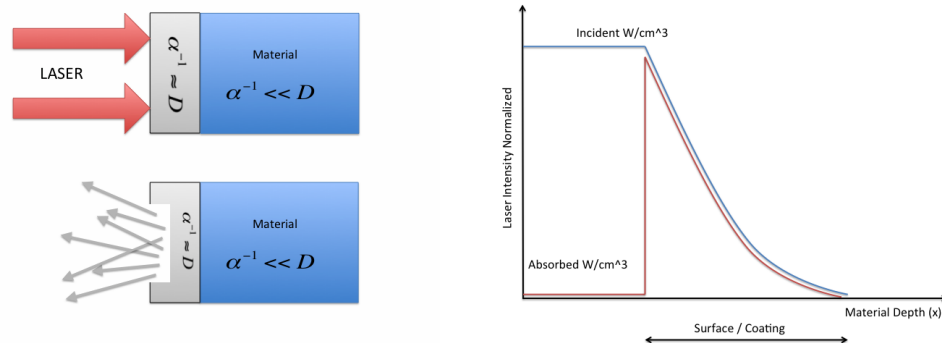 LASER
α⁻¹ ≈ D
Material
α⁻¹ << D
α⁻¹ ≈ D
Material
α⁻¹ << D
Laser Intensity Normalized
Incident W/cm^3
Absorbed W/cm^3
Material Depth (x)
Surface / Coating